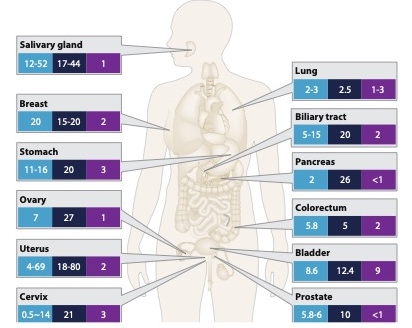 Salivary gland
12-52 17-44 1
Breast
20 15-20 2
Stomach
11-16 20 3
Ovary
7 27 1
Uterus
4-69 18-80 2
Cervix
0.5–14 21 3
Lung
2-3 2.5 1-3
Biliary tract
5-15 20 2
Pancreas
2 26 <1
Colorectum
5.8 5 2
Bladder
8.6 12.4 9
Prostate
5.8-6 10 <1